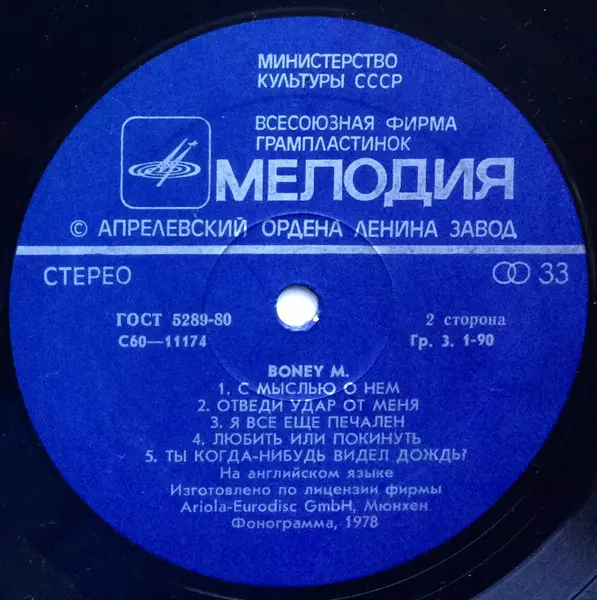 МИНИСТЕРСТВО
КУЛЬТУРЫ СССР
ВСЕСОЮЗНАЯ ФИРМА
ГРАМПЛАСТИНОК
МЕЛОДИЯ
© АПРЕЛЕВСКИЙ ОРДЕНА ЛЕНИНА ЗАВОД
СТЕРЕО
33
ГОСТ 5289-80
2 сторона
С60—11174
Гр. 3. 1-90
BONEY M.
1. С МЫСЛЬЮ О НЕМ
2. ОТВЕДИ УДАР ОТ МЕНЯ
3. Я ВСЕ ЕЩЕ ПЕЧАЛЕН
4. ЛЮБИТЬ ИЛИ ПОКИНУТЬ
5. ТЫ КОГДА-НИБУДЬ ВИДЕЛ ДОЖДЬ?
На английском языке
Изготовлено по лицензии фирмы
Ariola-Eurodisc GmbH, Мюнхен
Фонограмма, 1978